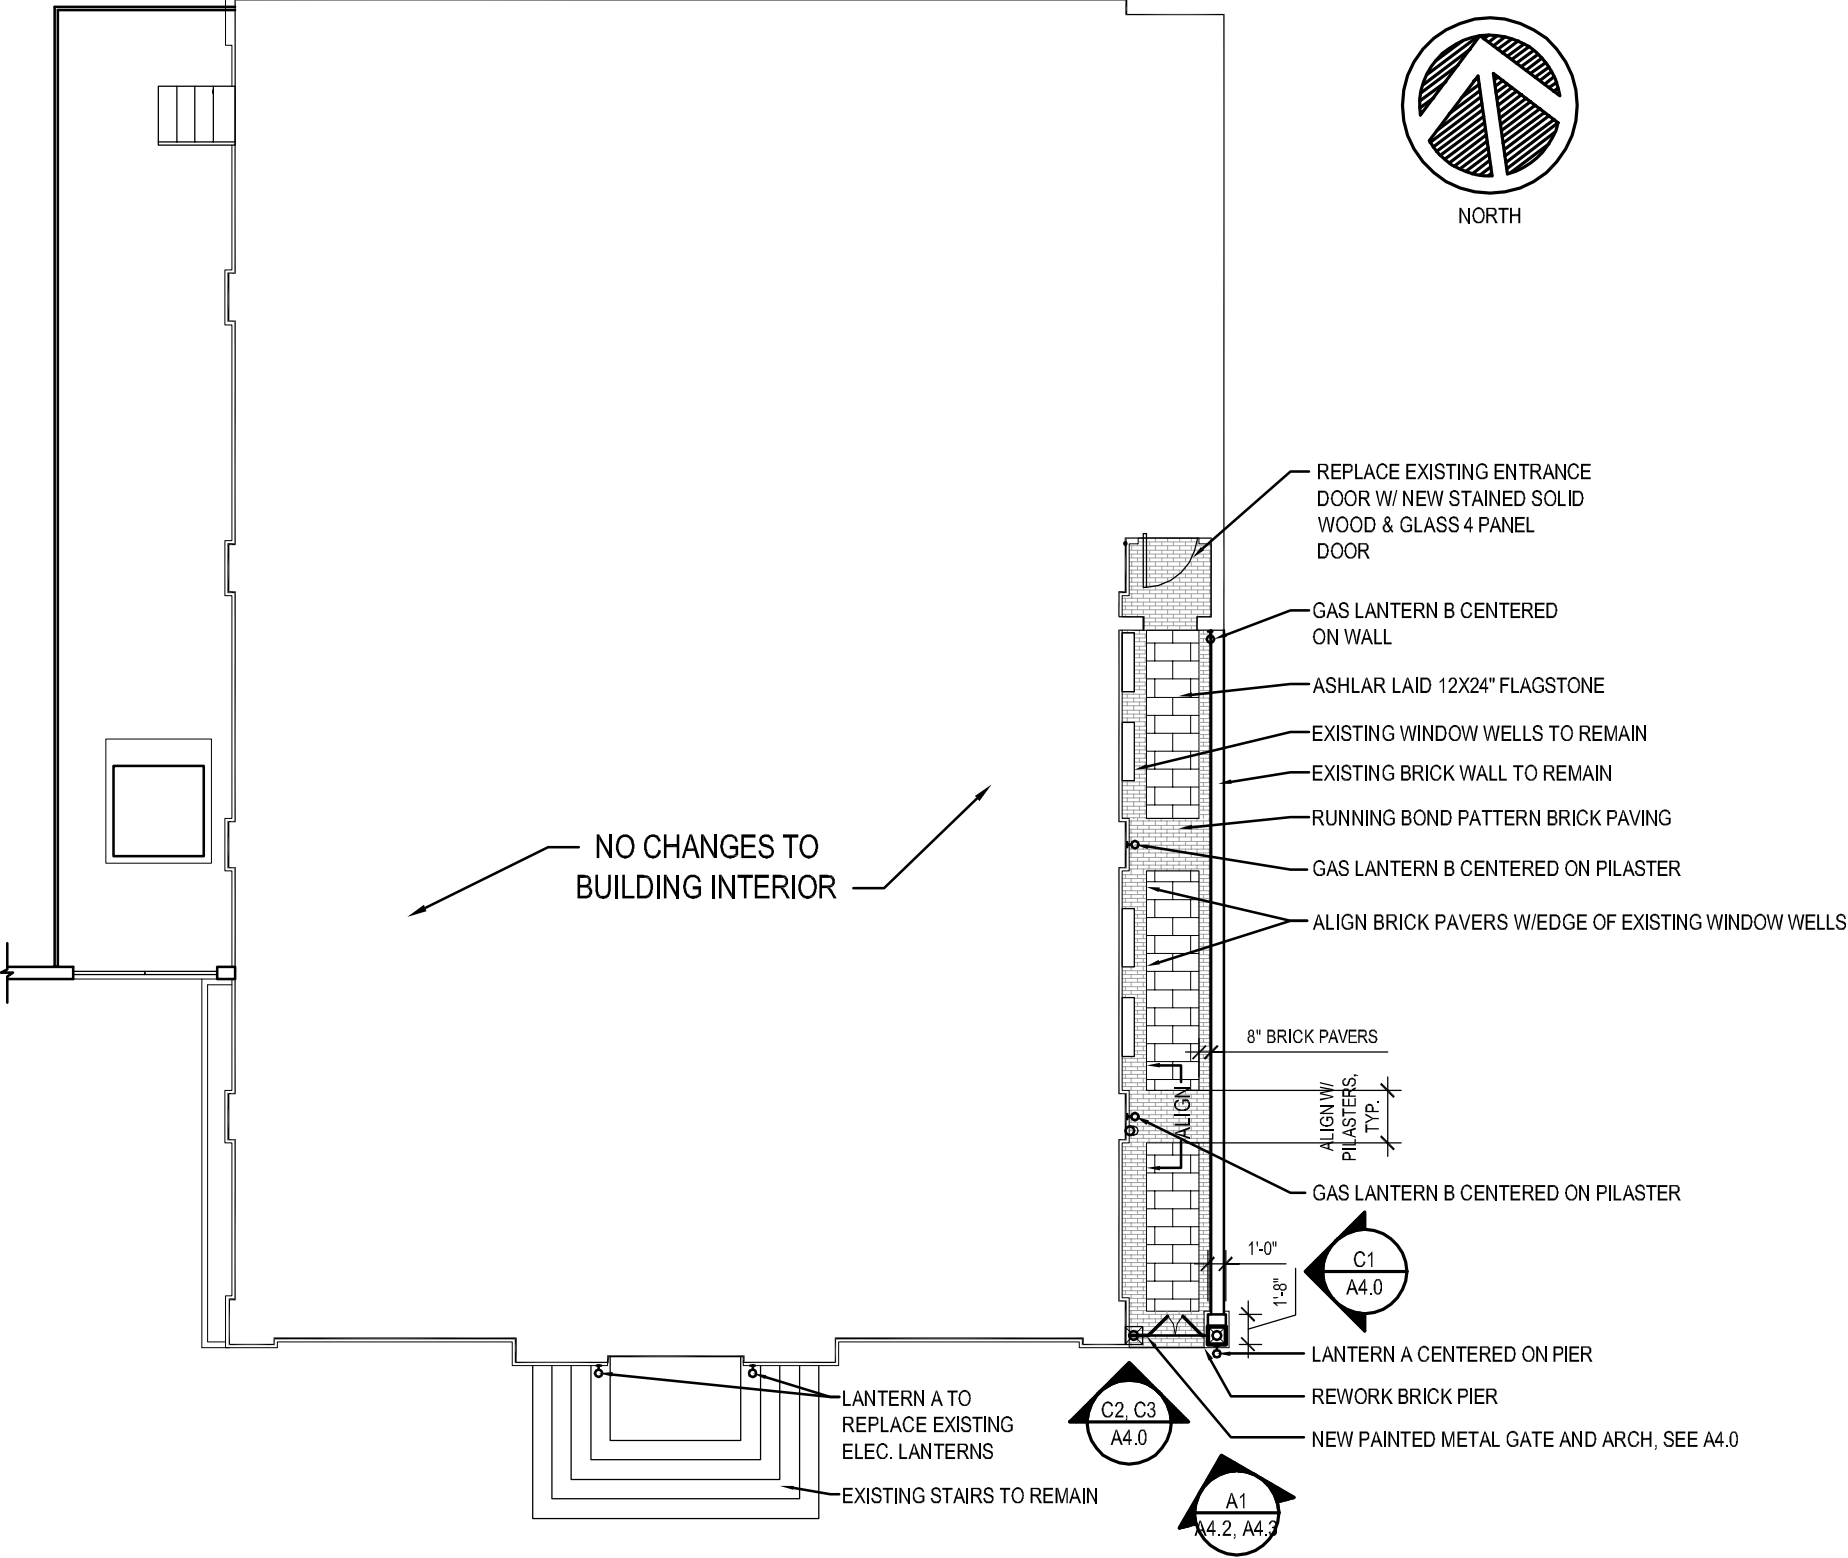 NORTH
REPLACE EXISTING ENTRANCE
DOOR W/ NEW STAINED SOLID
WOOD & GLASS 4 PANEL
DOOR
GAS LANTERN B CENTERED
ON WALL
ASHLAR LAID 12X24" FLAGSTONE
EXISTING WINDOW WELLS TO REMAIN
EXISTING BRICK WALL TO REMAIN
RUNNING BOND PATTERN BRICK PAVING
NO CHANGES TO
BUILDING INTERIOR
GAS LANTERN B CENTERED ON PILASTER
ALIGN BRICK PAVERS W/EDGE OF EXISTING WINDOW WELLS
8" BRICK PAVERS
ALIGN
ALIGN W/
PILASTERS,
TYP.
GAS LANTERN B CENTERED ON PILASTER
1'-0"
1'-8"
C1
A4.0
LANTERN A CENTERED ON PIER
REWORK BRICK PIER
NEW PAINTED METAL GATE AND ARCH, SEE A4.0
LANTERN A TO
REPLACE EXISTING
ELEC. LANTERNS
EXISTING STAIRS TO REMAIN
C2, C3
A4.0
A1
A4.2, A4.3